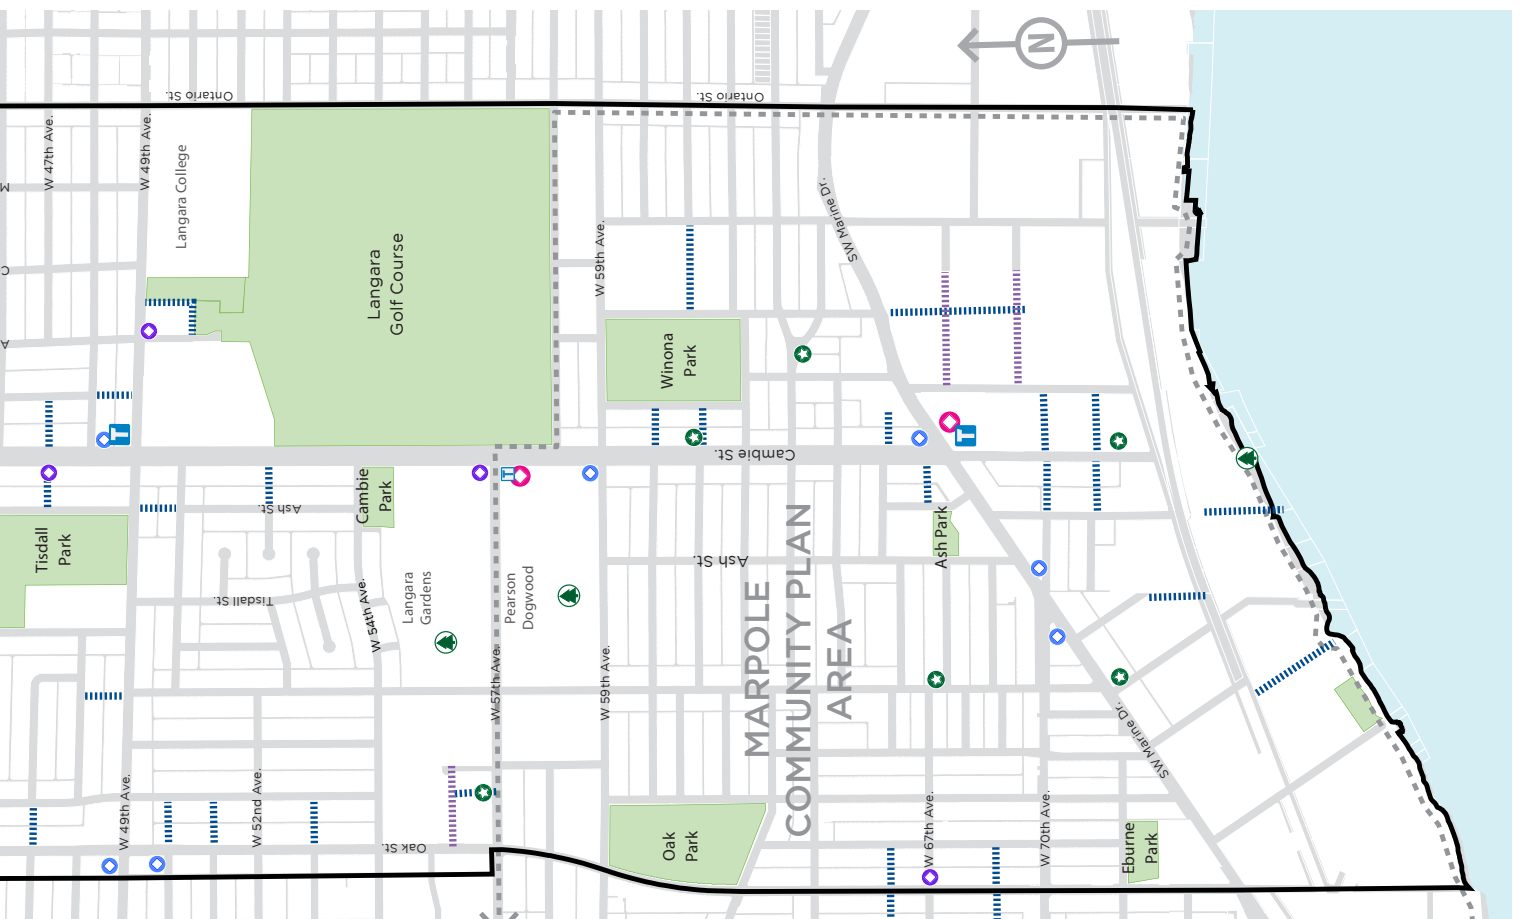 N
Ontario St.
Ontario St.
W 47th Ave.
W 49th Ave.
Langara College
M
C
A
Langara
Golf Course
W 59th Ave.
SW Marine Dr.
Winona
Park
T
T
Cambie St.
Cambie
Park
T
Ash St.
Tisdall
Park
Ash St.
Ash Park
Tisdall St.
W 54th Ave.
Langara
Gardens
Pearson
Dogwood
MARPOLE
COMMUNITY PLAN
AREA
W 57th Ave.
W 59th Ave.
SW Marine Dr.
W 49th Ave.
W 52nd Ave.
Oak St.
Oak
Park
W 67th Ave.
W 70th Ave.
Eburne
Park